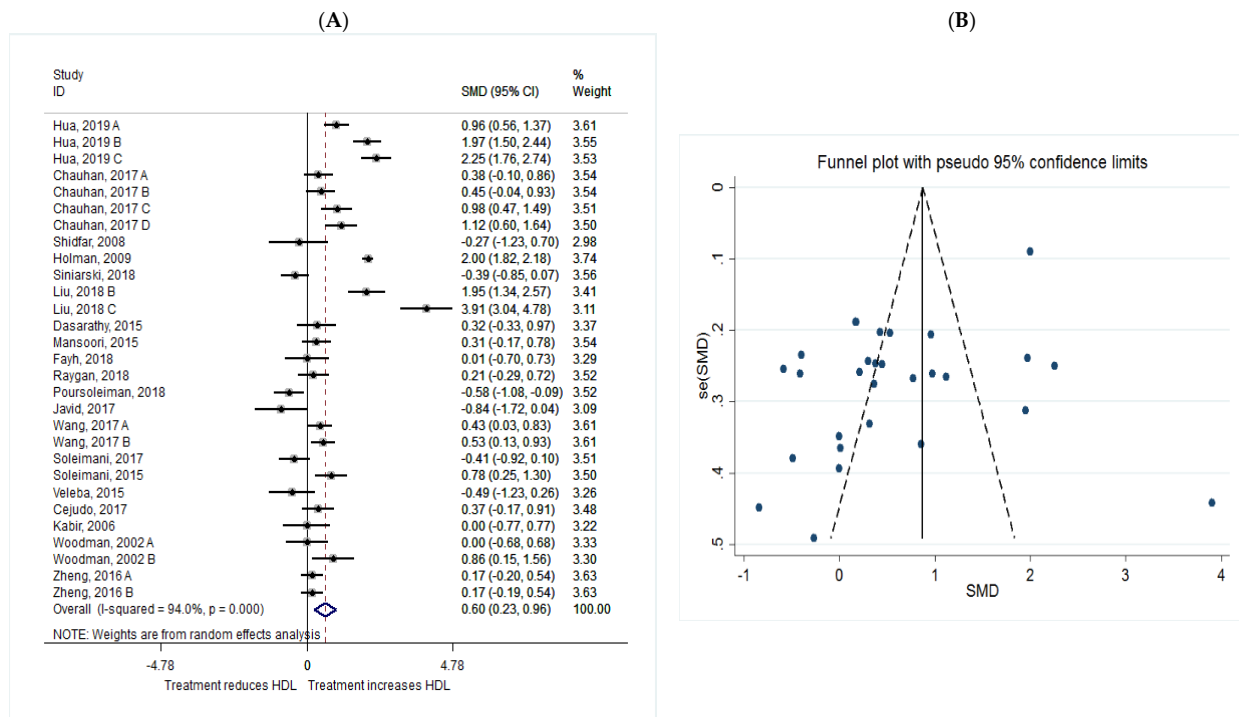 (A)
Study
ID
SMD (95% CI)
%
Weight
Hua, 2019 A 0.96 (0.56, 1.37) 3.61
Hua, 2019 B 1.97 (1.50, 2.44) 3.55
Hua, 2019 C 2.25 (1.76, 2.74) 3.53
Chauhan, 2017 A 0.38 (-0.10, 0.86) 3.54
Chauhan, 2017 B 0.45 (-0.04, 0.93) 3.51
Chauhan, 2017 C 0.98 (0.47, 1.49) 3.51
Chauhan, 2017 D 1.12 (0.60, 1.64) 3.50
Shidfar, 2008 -0.27 (-1.23, 0.70) 2.98
Holman, 2009 2.00 (1.82, 2.18) 3.74
Siniarski, 2018 -0.39 (-0.85, 0.07) 3.56
Liu, 2018 B 1.95 (1.34, 2.57) 3.41
Liu, 2018 C 3.91 (3.04, 4.78) 3.11
Dasarathy, 2015 0.32 (-0.33, 0.97) 3.37
Mansoori, 2015 0.31 (-0.17, 0.78) 3.54
Fayh, 2018 0.01 (-0.70, 0.73) 3.29
Raygan, 2018 0.21 (-0.29, 0.72) 3.52
Poursoleiman, 2018 -0.58 (-1.08, -0.09) 3.52
Javid, 2017 -0.84 (-1.72, 0.04) 3.09
Wang, 2017 A 0.43 (0.03, 0.83) 3.61
Wang, 2017 B 0.53 (0.13, 0.93) 3.61
Soleimani, 2017 -0.41 (-0.92, 0.10) 3.51
Soleimani, 2015 0.78 (0.25, 1.30) 3.50
Veleba, 2015 -0.49 (-1.23, 0.26) 3.26
Cejudo, 2017 0.37 (-0.17, 0.91) 3.48
Kabir, 2006 0.00 (-0.77, 0.77) 3.22
Woodman, 2002 A 0.00 (-0.68, 0.68) 3.33
Woodman, 2002 B 0.86 (0.15, 1.56) 3.30
Zheng, 2016 A 0.17 (-0.20, 0.54) 3.63
Zheng, 2016 B 0.17 (-0.19, 0.54) 3.63
Overall (I-squared = 94.0%, p = 0.000) 0.60 (0.23, 0.96) 100.00
NOTE: Weights are from random effects analysis
-4.78 0 4.78
Treatment reduces HDL Treatment increases HDL
(B)
Funnel plot with pseudo 95% confidence limits
se(SMD)
0
.1
.2
.3
.4
.5
-1 0 1 2 3 4
SMD